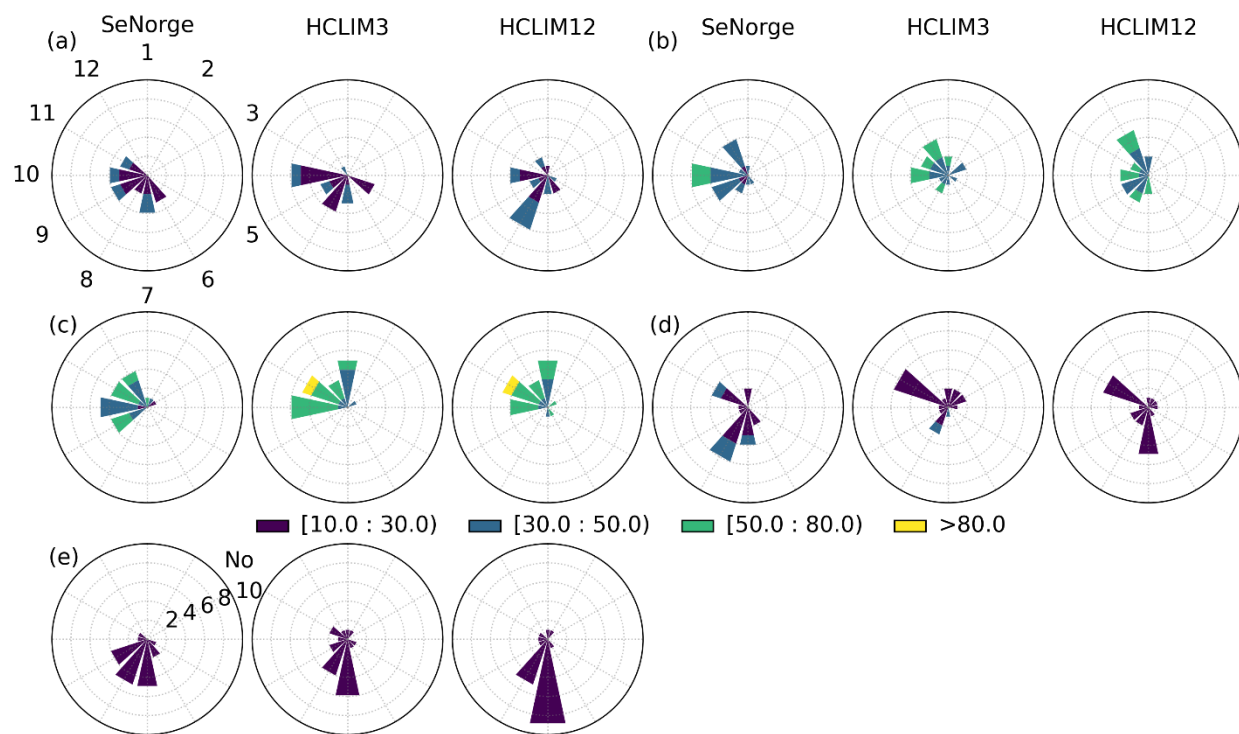 SeNorge HCLIM3 HCLIM12 SeNorge HCLIM3 HCLIM12
(a) (b)
1
12 2
11 3
10
9 5
8 6
7
(c) (d)
[10.0 : 30.0) [30.0 : 50.0) [50.0 : 80.0) >80.0
(e) No
2 4 6 8 10